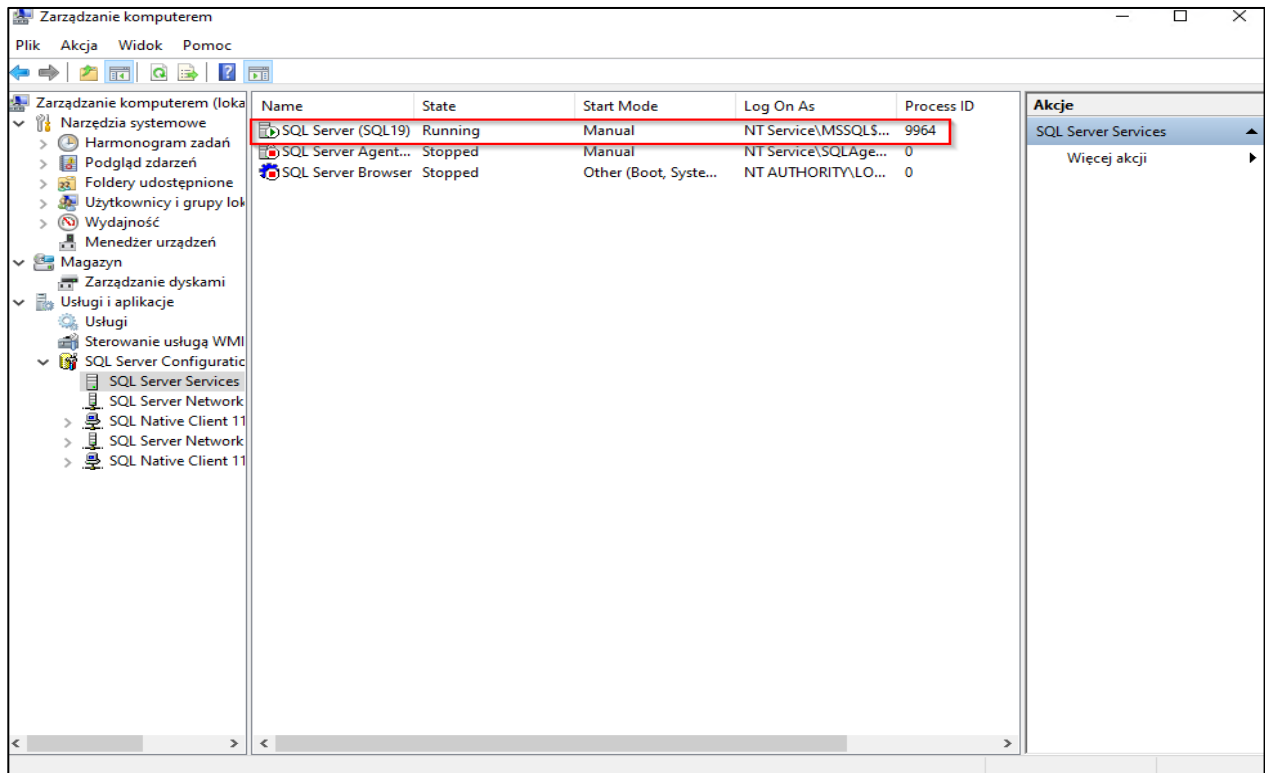 Zarządzanie komputerem
Plik Akcja Widok Pomoc
Zarządzanie komputerem (loka
Narzędzia systemowe
Harmonogram zadań
Podgląd zdarzeń
Foldery udostępnione
Użytkownicy i grupy lok
Wydajność
Menedżer urządzeń
Magazyn
Zarządzanie dyskami
Usługi i aplikacje
Usługi
Sterowanie usługą WMI
SQL Server Configuratic
SQL Server Services
SQL Server Network
SQL Native Client 11
SQL Server Network
SQL Native Client 11
Name State Start Mode Log On As Process ID
SQL Server (SQL19) Running Manual NT Service\MSSQL$... 9964
SQL Server Agent... Stopped Manual NT Service\SQLAge... 0
SQL Server Browser Stopped Other (Boot, Syste... NT AUTHORITY\LO... 0
Akcje
SQL Server Services
Więcej akcji